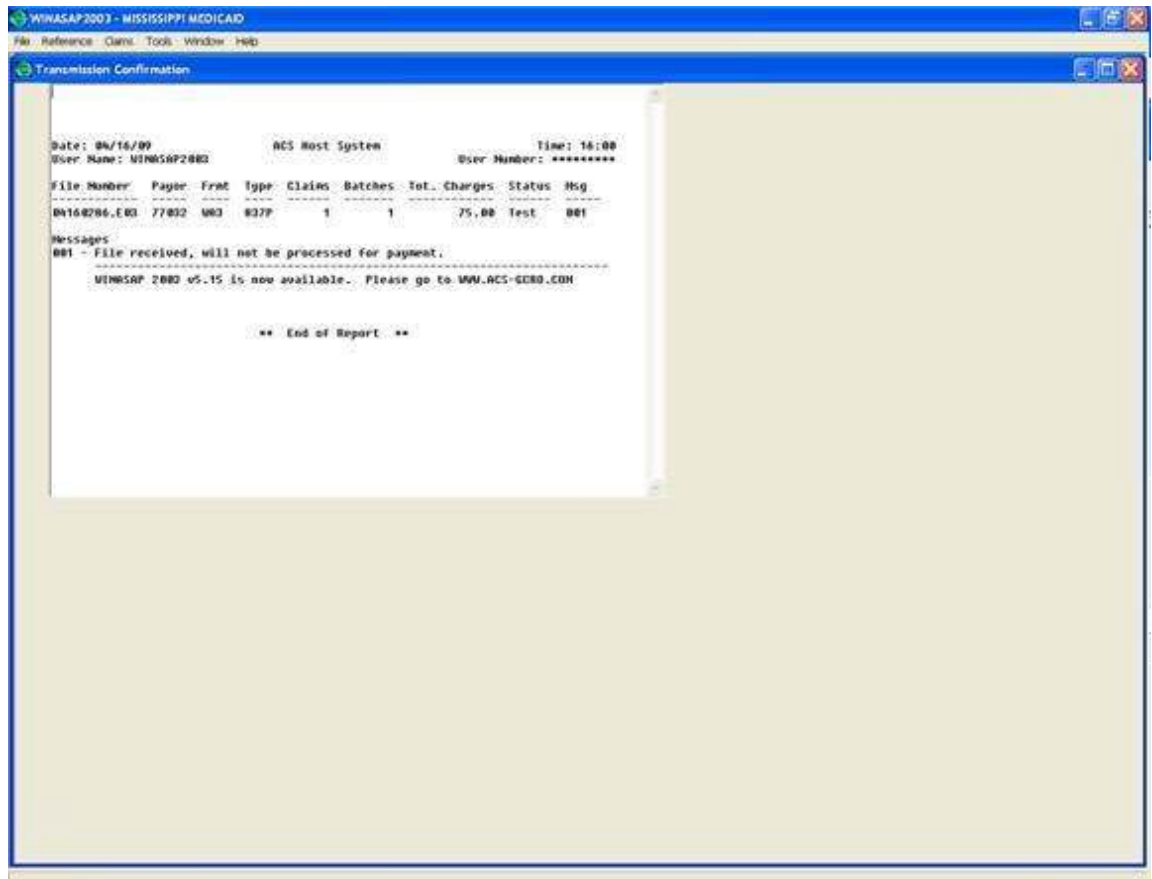 WINASAP2003 - MISSISSIPPI MEDICAID
File Reference Claims Tools Window Help
Transmission Confirmation
Date: 04/16/09 ACS Host System Time: 16:00
User Name: WINASAP2003 User Number: *********
File Number Payor Frmt Type Claims Batches Tot. Charges Status Msg
04160286.E03 77032 WA3 837P 1 1 75.00 Test 001
Messages
001 - File received, will not be processed for payment.
WINASAP 2003 v5.15 is now available. Please go to WWW.ACS-GCRO.COM
** End of Report **